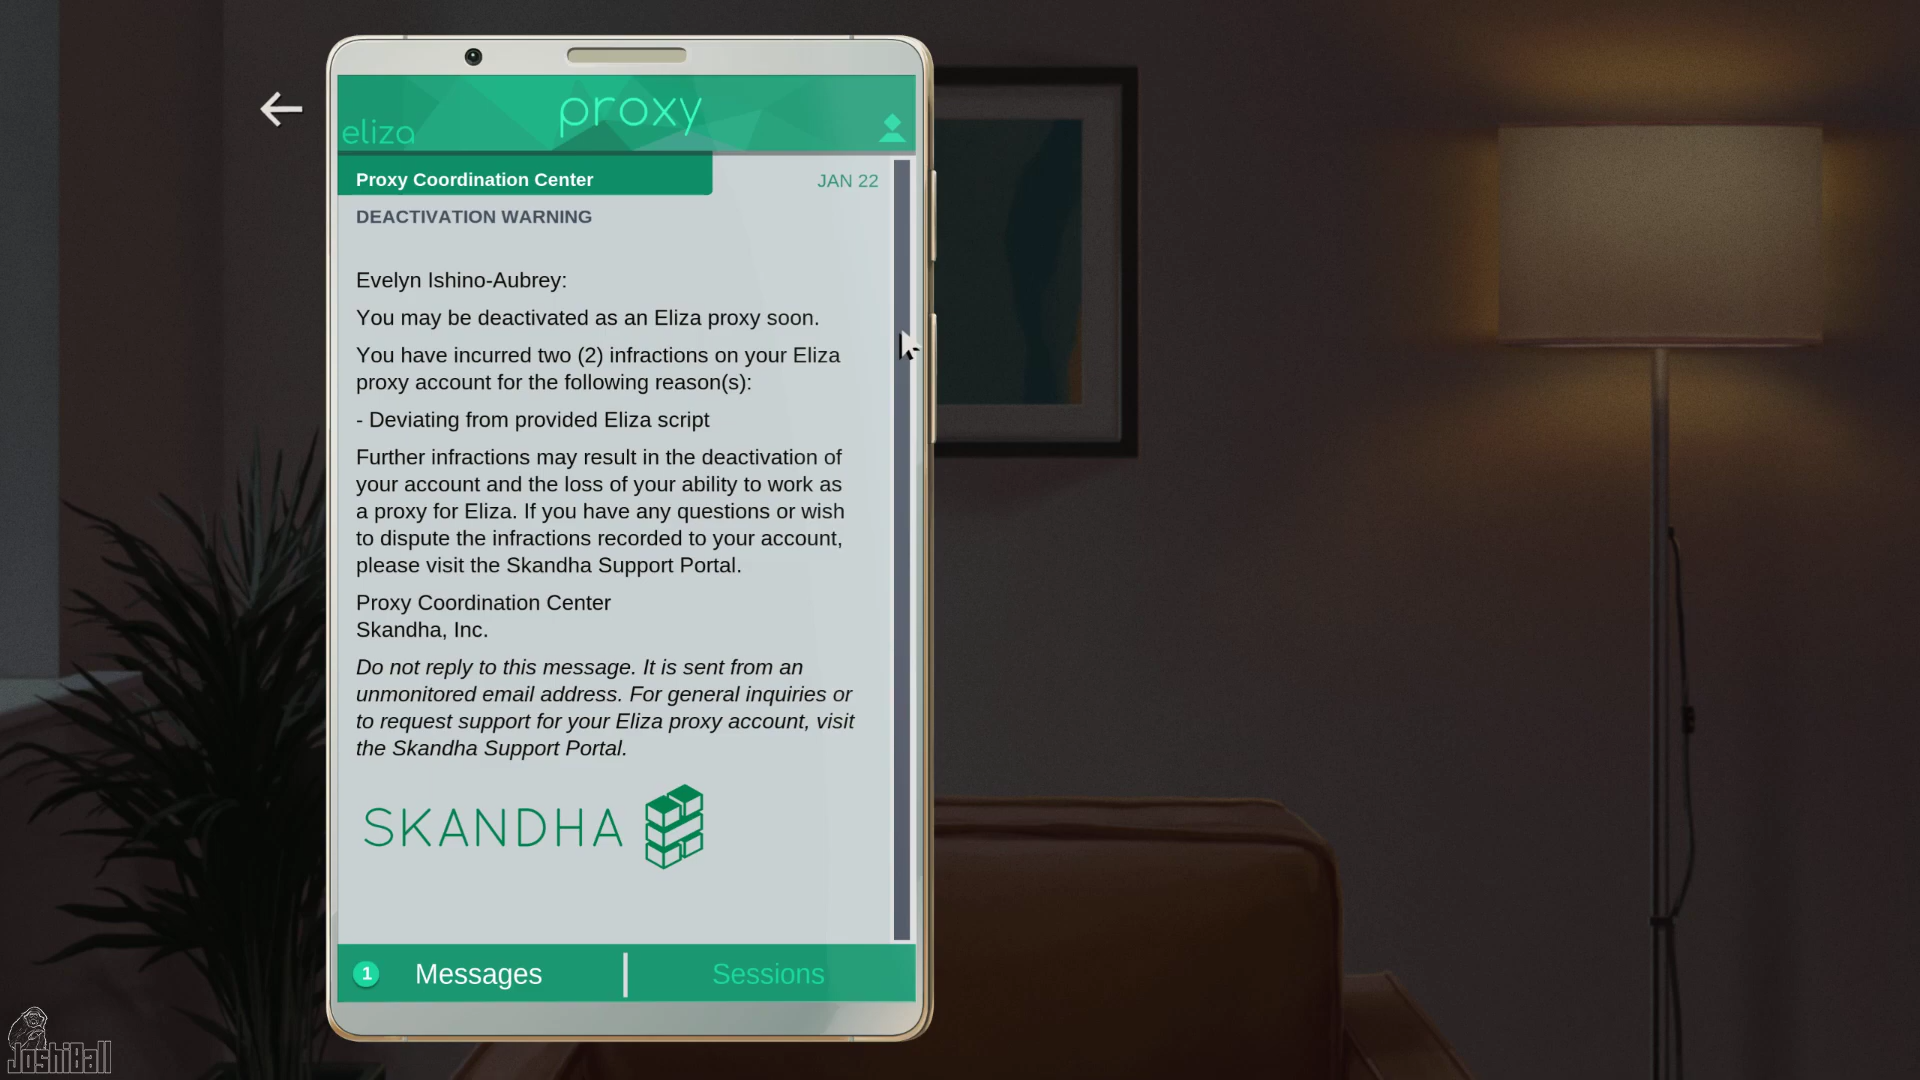 proxy
eliza
Proxy Coordination Center
JAN 22
DEACTIVATION WARNING
Evelyn Ishino-Aubrey:
You may be deactivated as an Eliza proxy soon.
You have incurred two (2) infractions on your Eliza
proxy account for the following reason(s):
- Deviating from provided Eliza script
Further infractions may result in the deactivation of
your account and the loss of your ability to work as
a proxy for Eliza. If you have any questions or wish
to dispute the infractions recorded to your account,
please visit the Skandha Support Portal.
Proxy Coordination Center
Skandha, Inc.
Do not reply to this message. It is sent from an
unmonitored email address. For general inquiries or
to request support for your Eliza proxy account, visit
the Skandha Support Portal.
SKANDHA
1 Messages
Sessions
JoshiBall